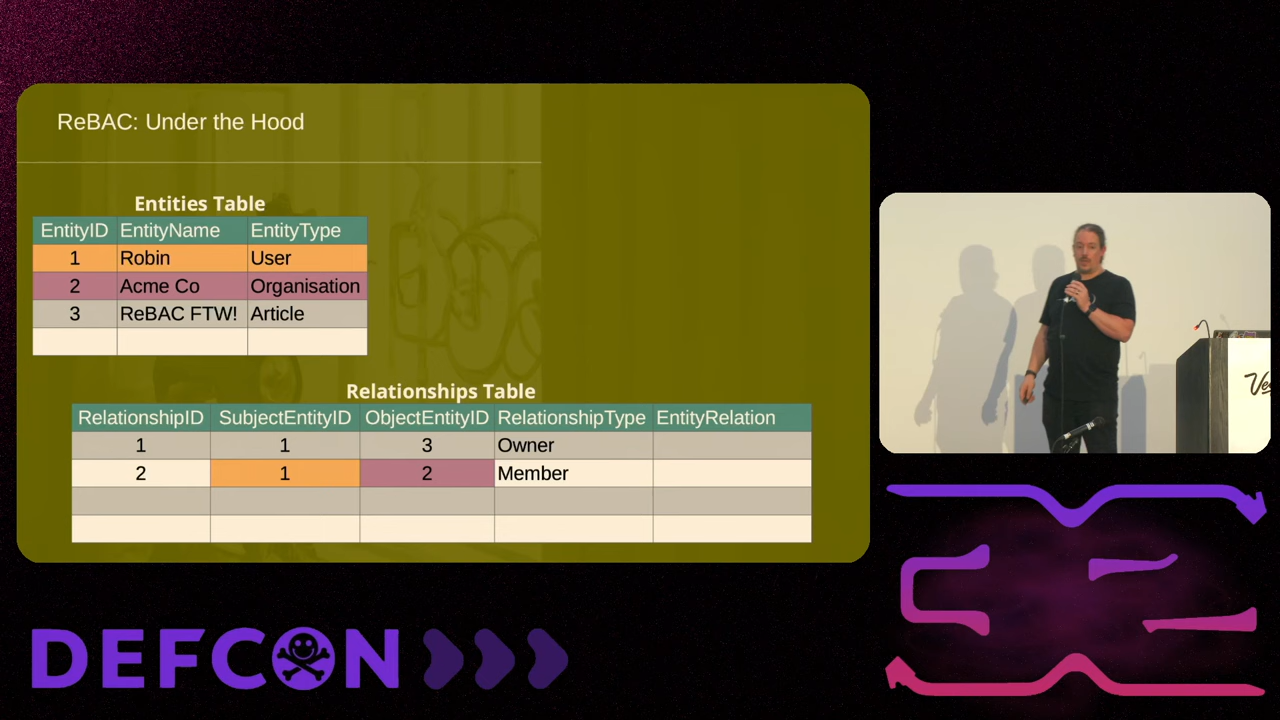 ReBAC: Under the Hood
Entities Table
EntityID EntityName EntityType
1 Robin User
2 Acme Co Organisation
3 ReBAC FTW! Article
Relationships Table
RelationshipID SubjectEntityID ObjectEntityID RelationshipType EntityRelation
1 1 3 Owner
2 1 2 Member
DEFCON